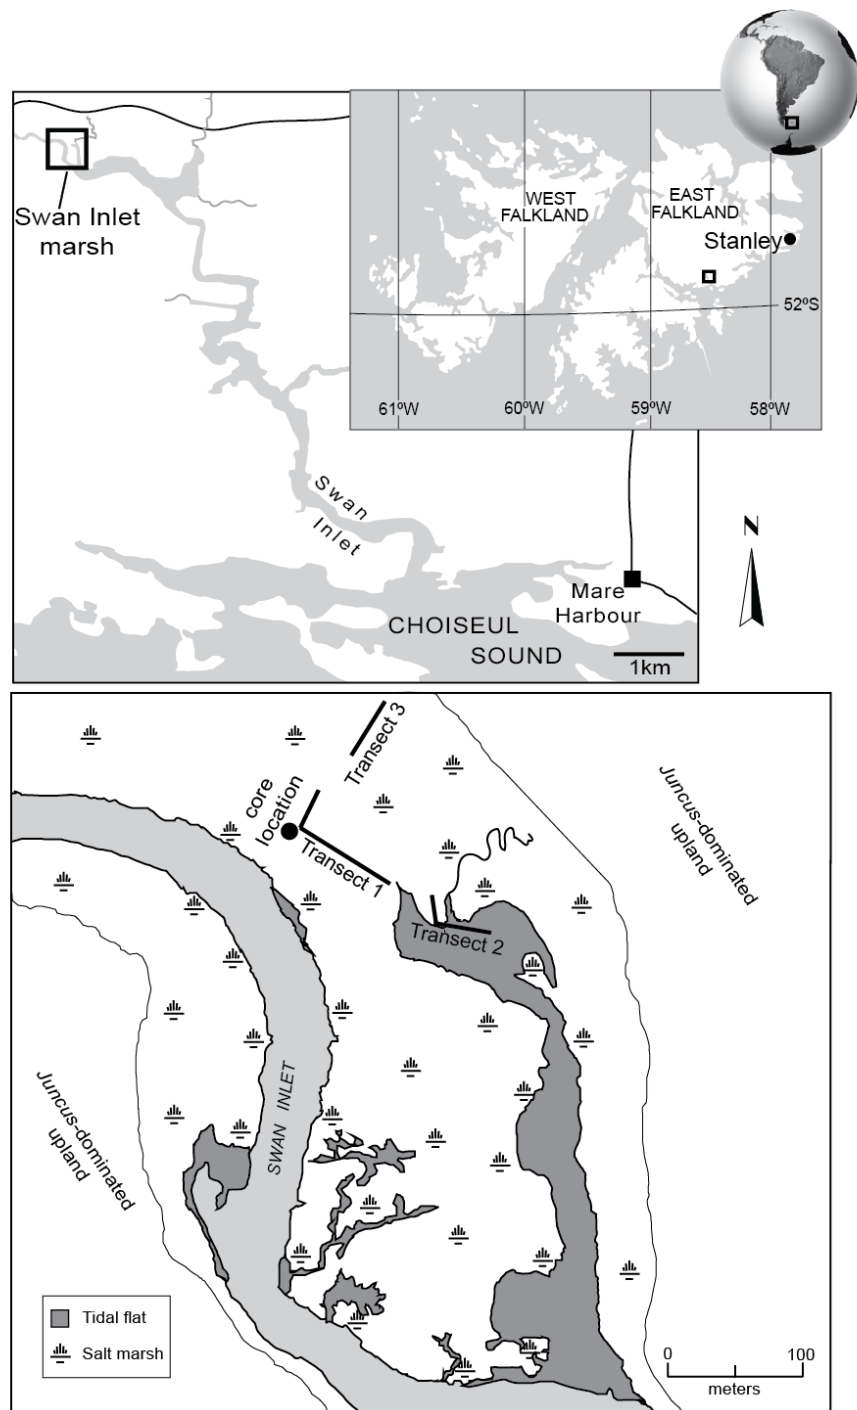 WEST
FALKLAND
EAST
FALKLAND
Stanley
52ºS
61ºW
60ºW
59ºW
58ºW
Swan Inlet
marsh
Swan
Inlet
N
Mare
Harbour
CHOISEUL
SOUND
1km
Transect 3
core
location
Transect 1
Transect 2
Juncus-dominated
upland
SWAN INLET
Juncus-dominated
upland
Tidal flat
Salt marsh
0
100
meters